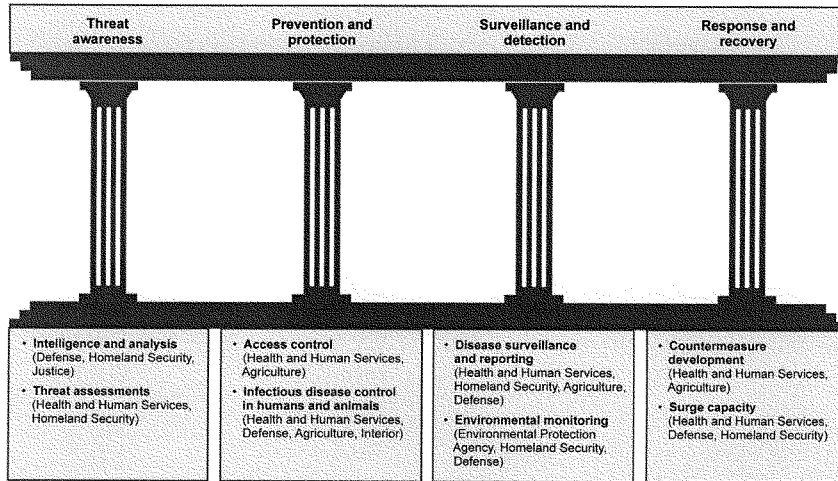 Threat
awareness
Prevention and
protection
Surveillance and
detection
Response and
recovery
• Intelligence and analysis
(Defense, Homeland Security,
Justice)
• Threat assessments
(Health and Human Services,
Homeland Security)
• Access control
(Health and Human Services,
Agriculture)
• Infectious disease control
in humans and animals
(Health and Human Services,
Defense, Agriculture, Interior)
• Disease surveillance
and reporting
(Health and Human Services,
Homeland Security, Agriculture,
Defense)
• Environmental monitoring
(Environmental Protection
Agency, Homeland Security,
Defense)
• Countermeasure
development
(Health and Human Services,
Agriculture)
• Surge capacity
(Health and Human Services,
Defense, Homeland Security)